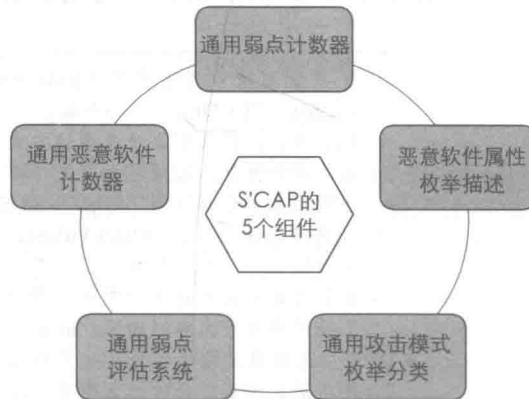 通用弱点计数器
通用恶意软件
计数器
恶意软件属性
枚举描述
S'CAP的
5个组件
通用弱点
评估系统
通用攻击模式
枚举分类